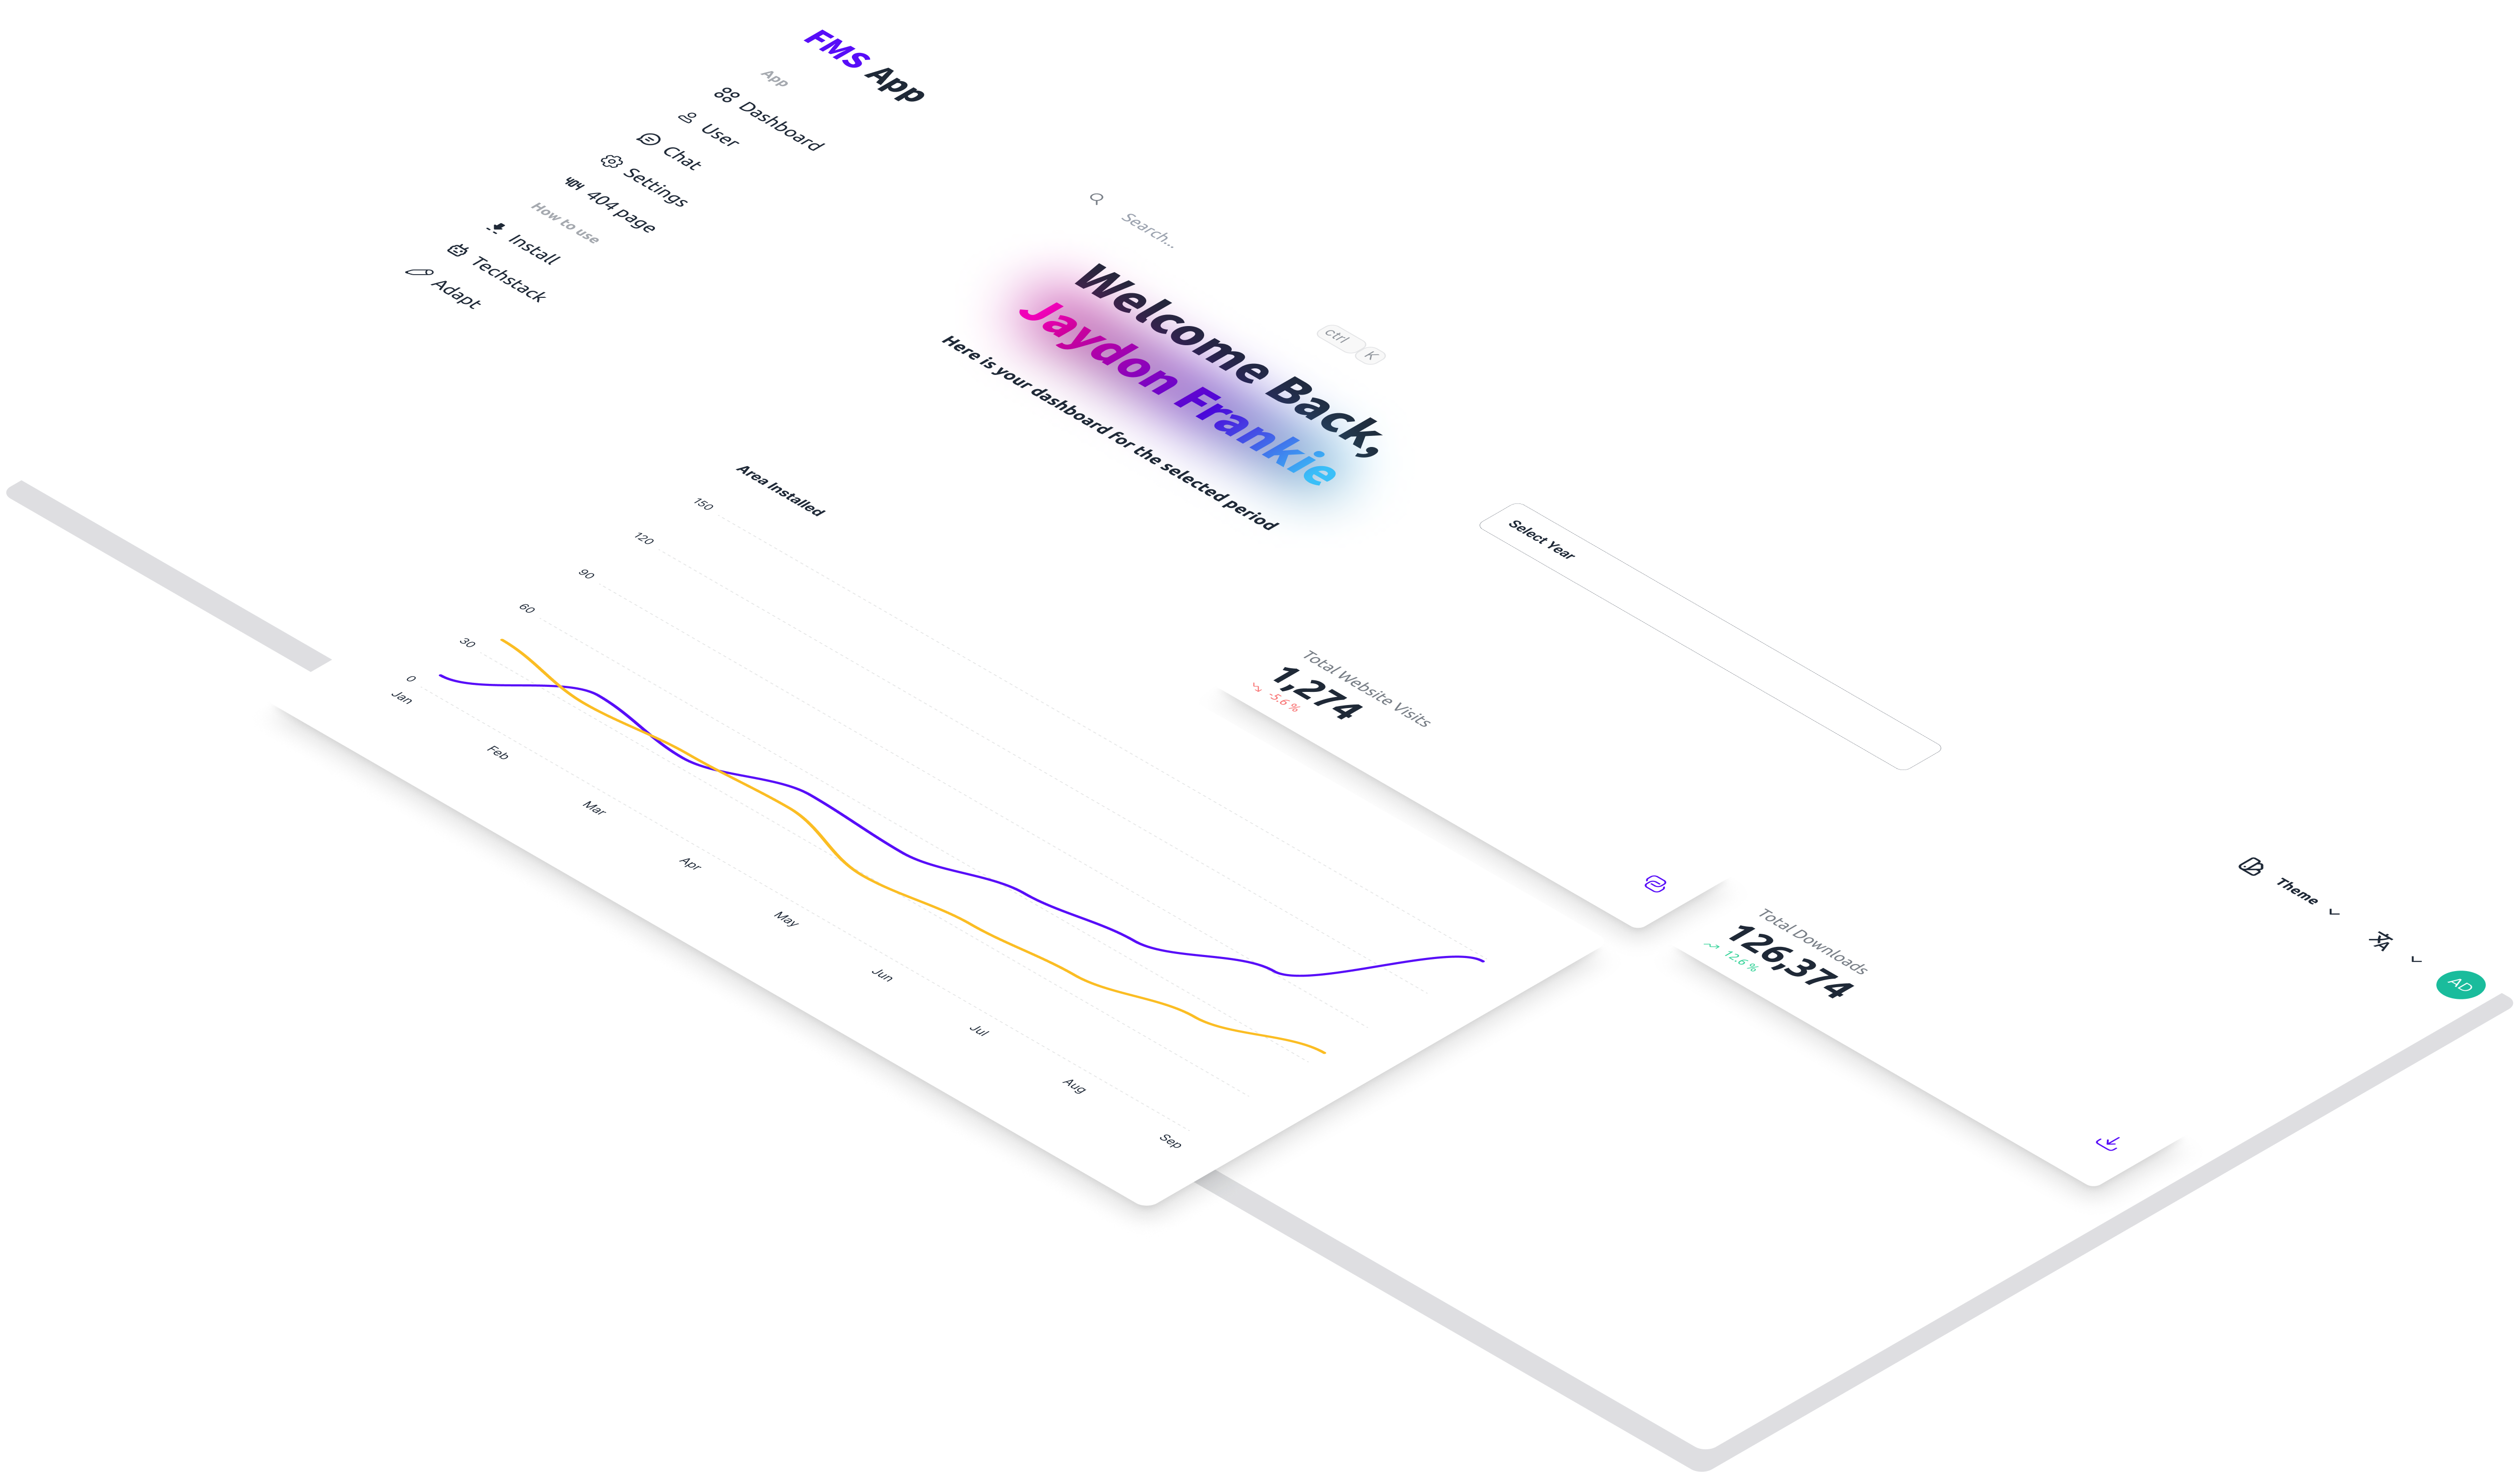 FMS App
App
Dashboard
User
Chat
Settings
404 404 page
How to use
Install
Techstack
Adapt
Search...
ctrl K
Theme
AD
Welcome Back,
Jaydon Frankie
Here is your dashboard for the selected period
Select Year
Area Installed
150
120
90
60
30
0
Jan
Feb
Mar
Apr
May
Jun
Jul
Aug
Sep
Total Website Visits
1,274
-5.6 %
Total Downloads
126,374
12.6 %